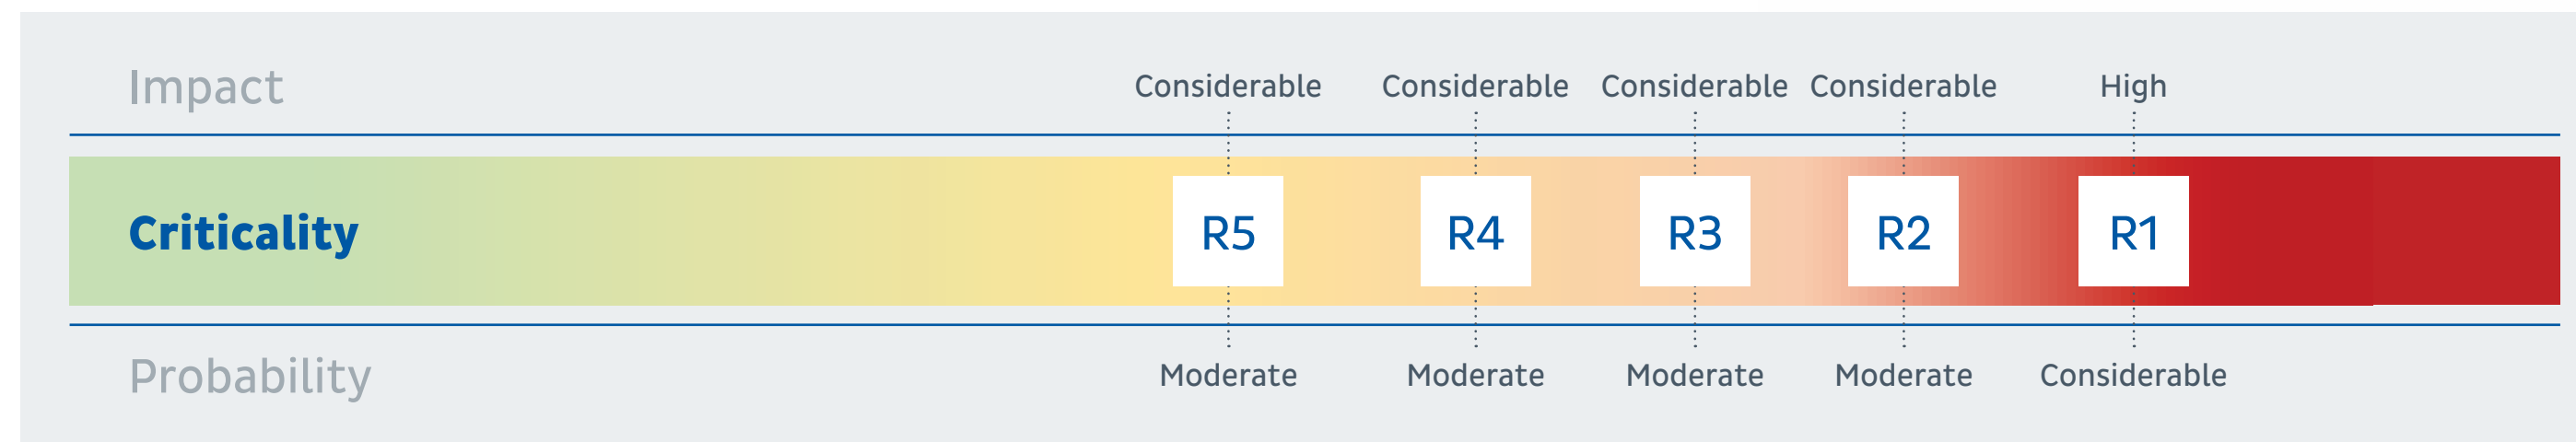 Impact Considerable Considerable Considerable Considerable High
Criticality R5 R4 R3 R2 R1
Probability Moderate Moderate Moderate Moderate Considerable